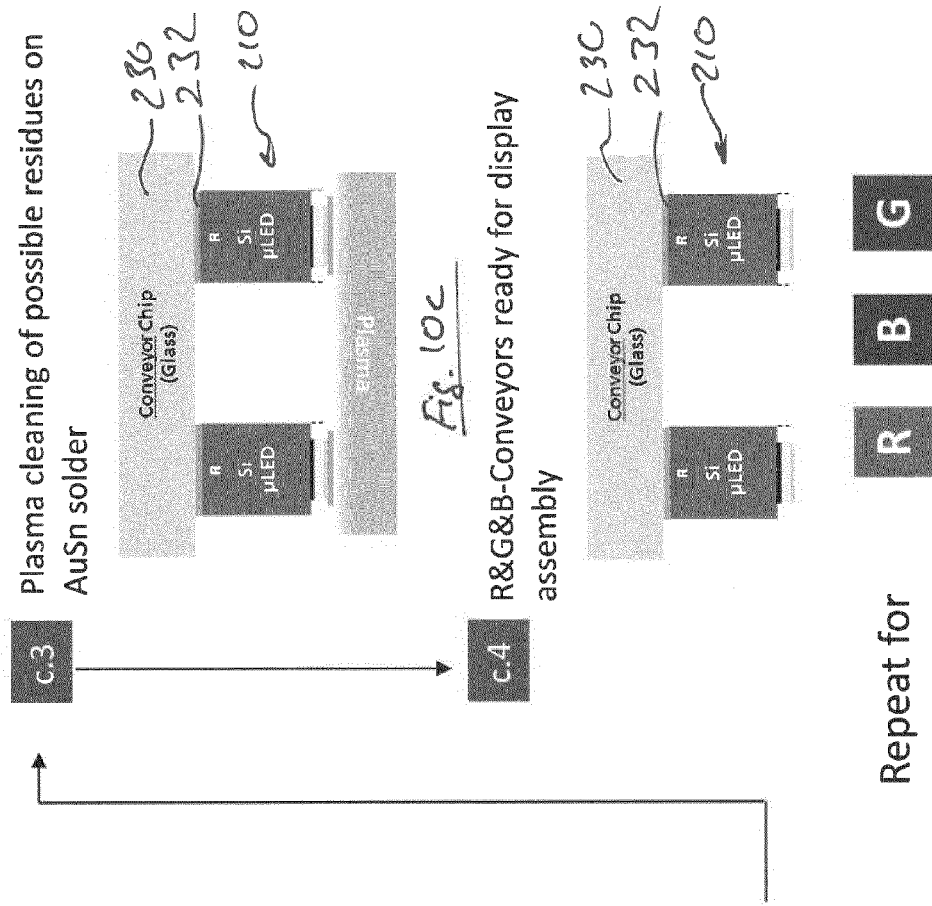 c.3
Plasma cleaning of possible residues on
AuSn solder
Conveyor Chip
(Glass)
R
Si
µLED
R
Si
µLED
Plasma
230
232
210
Fig. 10c
c.4
R&G&B-Conveyors ready for display
assembly
Conveyor Chip
(Glass)
R
Si
µLED
R
Si
µLED
230
232
210
Repeat for
R
B
G